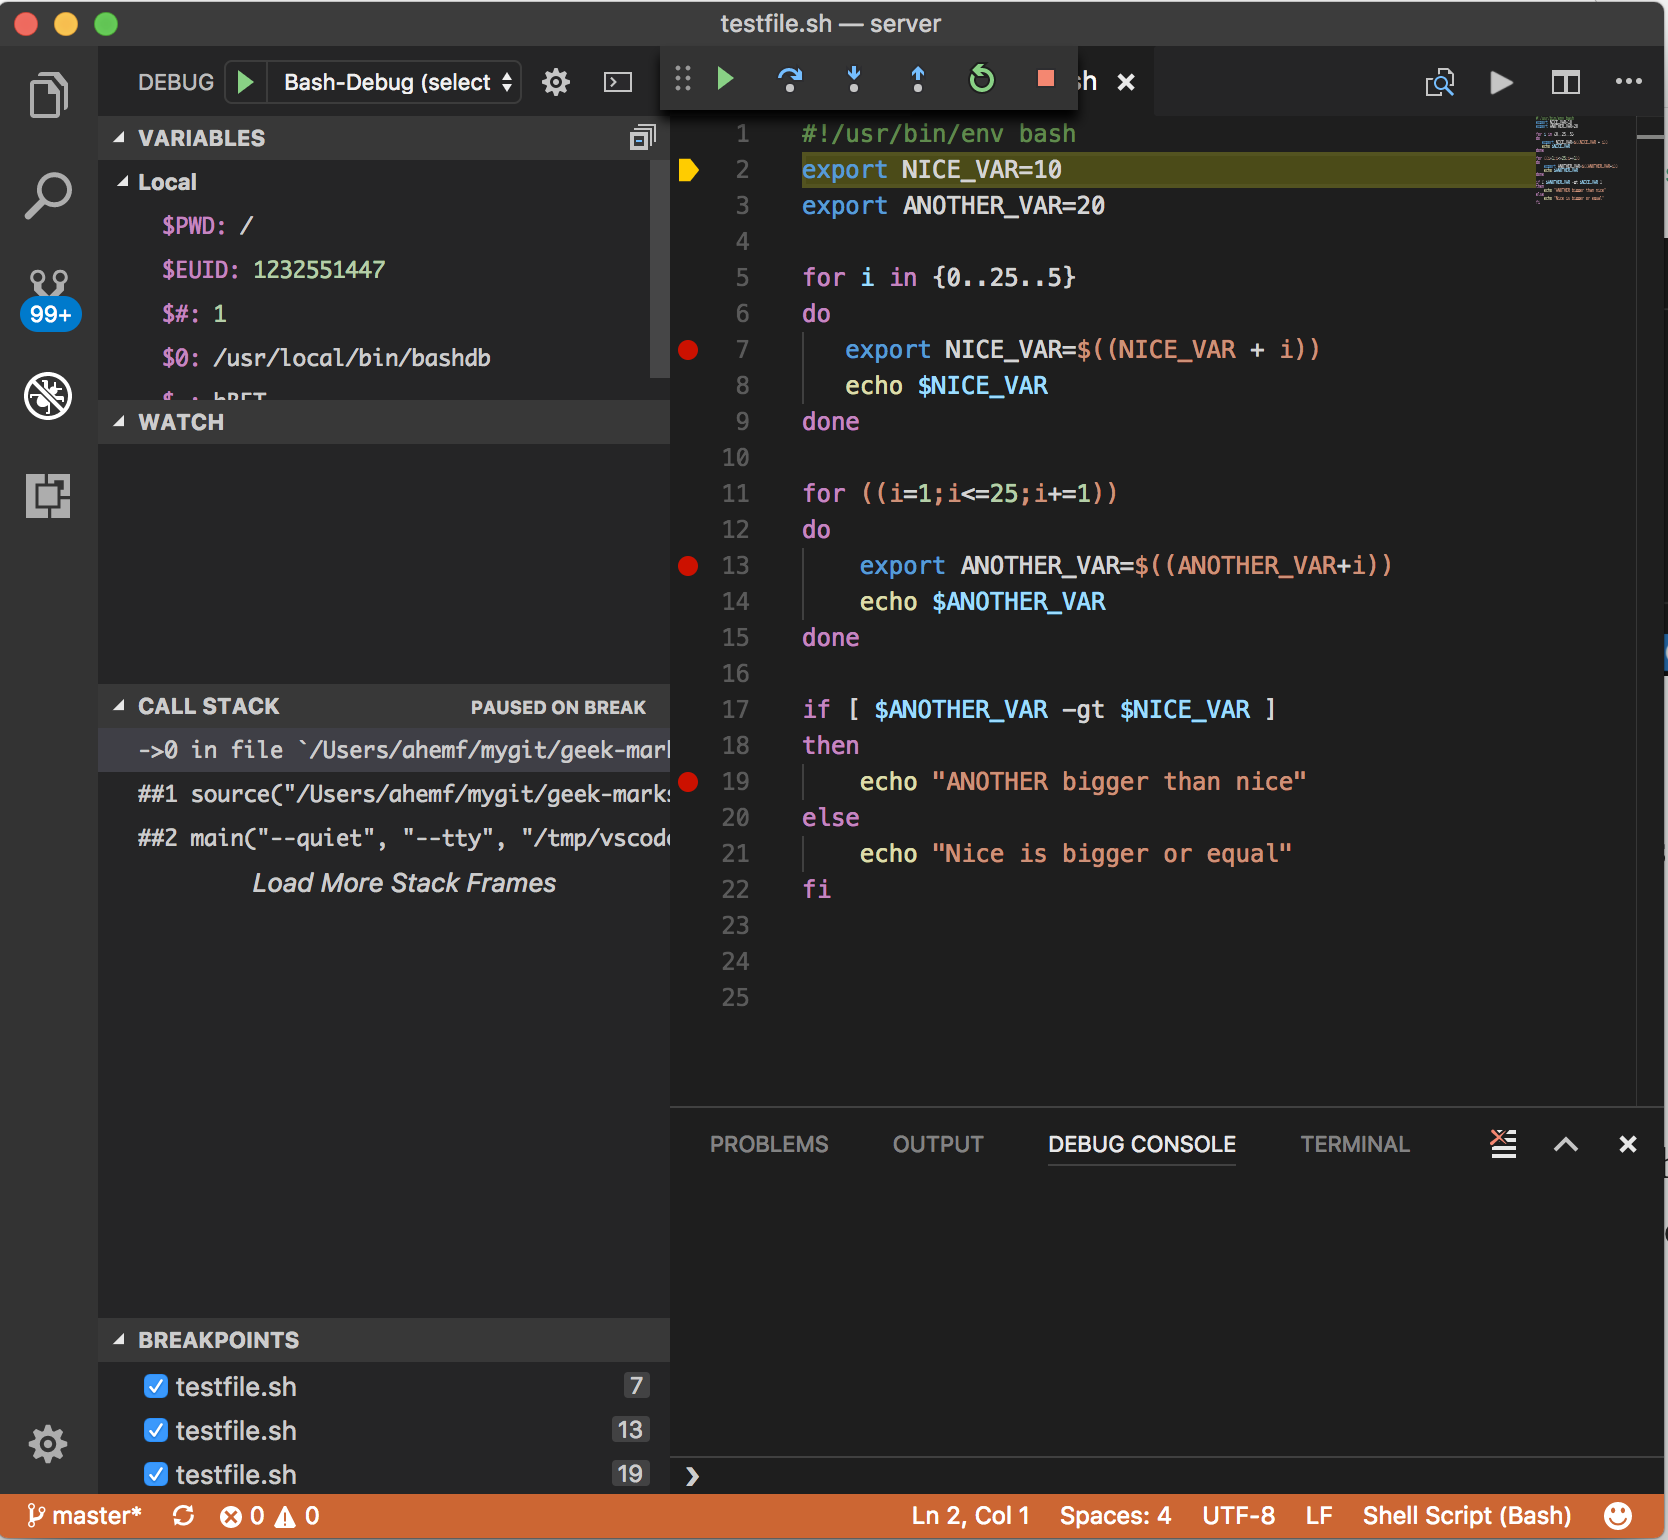 testfile.sh — server
DEBUG
Bash-Debug (select
sh
VARIABLES
Local
$PWD: /
$EUID: 1232551447
$#: 1
$0: /usr/local/bin/bashdb
WATCH
CALL STACK
PAUSED ON BREAK
->0 in file `/Users/ahemf/mygit/geek-mark
##1 source("/Users/ahemf/mygit/geek-marks
##2 main("--quiet", "--tty", "/tmp/vscode
Load More Stack Frames
BREAKPOINTS
testfile.sh 7
testfile.sh 13
testfile.sh 19
99+
1 #!/usr/bin/env bash
2 export NICE_VAR=10
3 export ANOTHER_VAR=20
4
5 for i in {0..25..5}
6 do
7 export NICE_VAR=$((NICE_VAR + i))
8 echo $NICE_VAR
9 done
10
11 for ((i=1;i<=25;i+=1))
12 do
13 export ANOTHER_VAR=$((ANOTHER_VAR+i))
14 echo $ANOTHER_VAR
15 done
16
17 if [ $ANOTHER_VAR -gt $NICE_VAR ]
18 then
19 echo "ANOTHER bigger than nice"
20 else
21 echo "Nice is bigger or equal"
22 fi
23
24
25
PROBLEMS OUTPUT DEBUG CONSOLE TERMINAL
master* 0 0 Ln 2, Col 1 Spaces: 4 UTF-8 LF Shell Script (Bash)